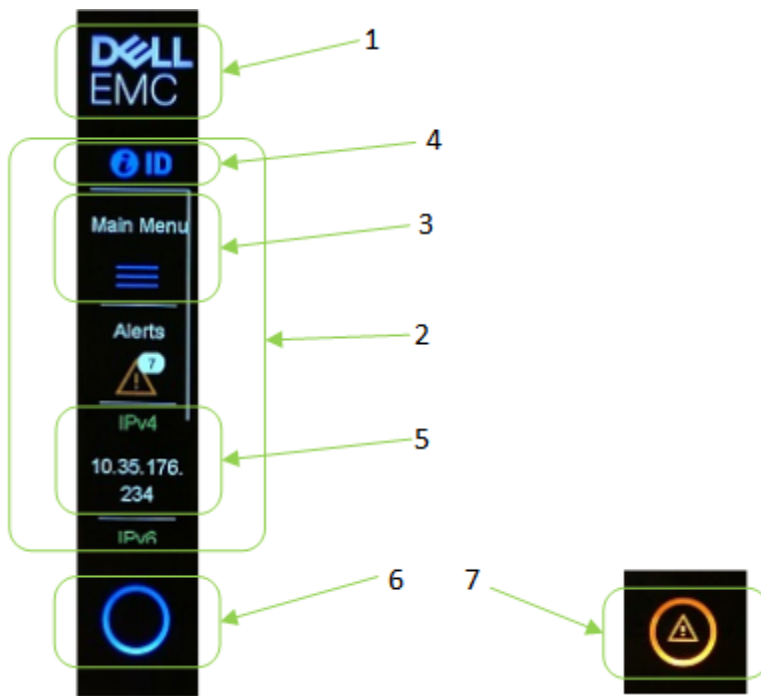 DELL
EMC
1
i ID
4
Main Menu
3
Alerts
7
2
IPv4
10.35.176.
234
5
IPv6
6
7